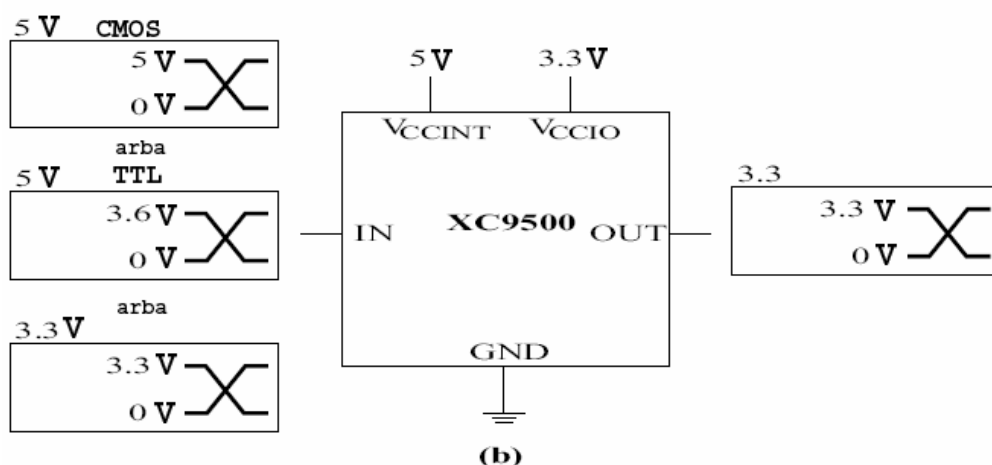 5 V CMOS
5 V
0 V
arba
5 V TTL
3.6 V
0 V
arba
3.3 V
3.3 V
0 V
5 V 3.3 V
VCCINT VCCIO
IN XC9500 OUT
GND
3.3
3.3 V
0 V
(b)